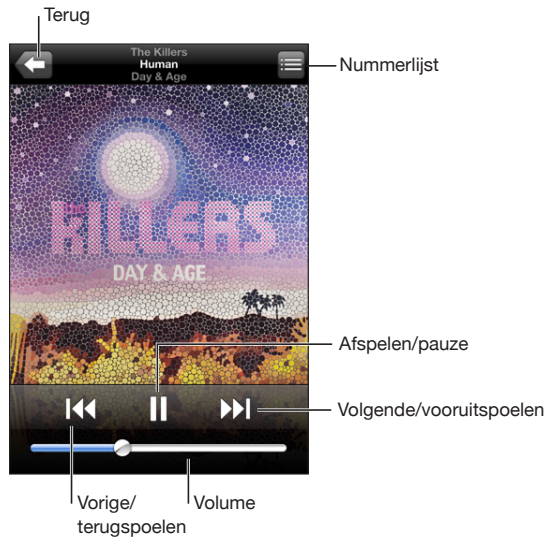 Terug
The Killers
Human
Day & Age
Nummerlijst
the
KILLERS
DAY & AGE
Afspelen/pauze
Volgende/vooruitspoelen
Vorige/
terugspoelen
Volume